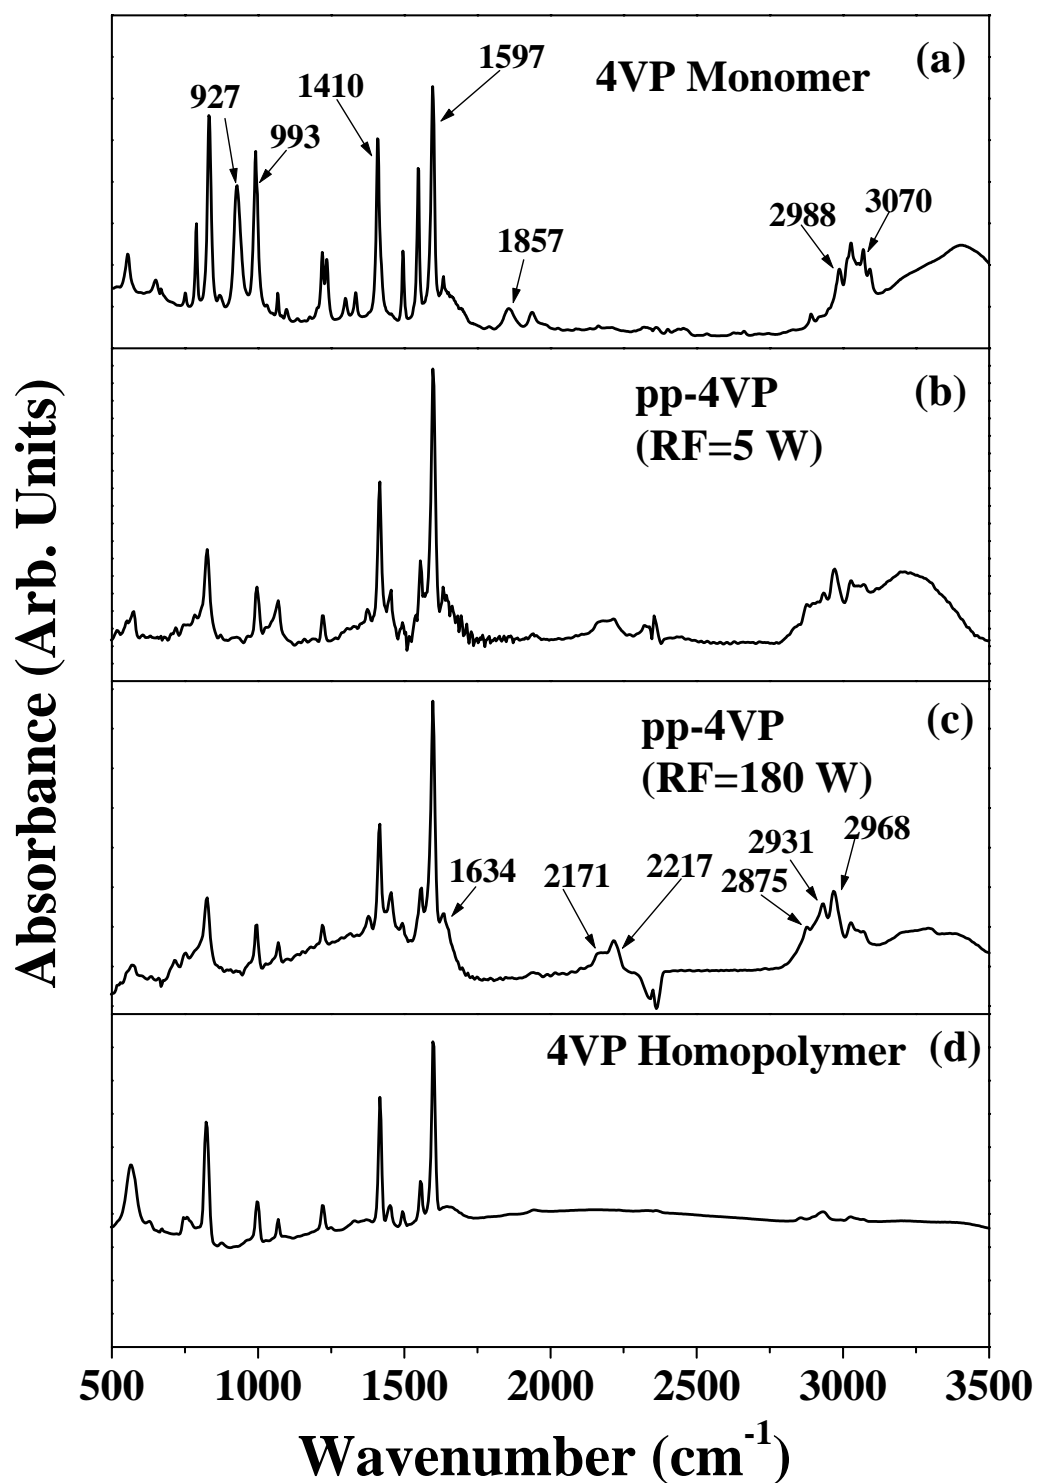 (a)
4VP Monomer
927
993
1410
1597
1857
2988
3070
pp-4VP
(RF=5 W)
(b)
pp-4VP
(RF=180 W)
(c)
1634
2171
2217
2875
2931
2968
4VP Homopolymer
(d)
Absorbance (Arb. Units)
500 1000 1500 2000 2500 3000 3500
Wavenumber (cm⁻¹)